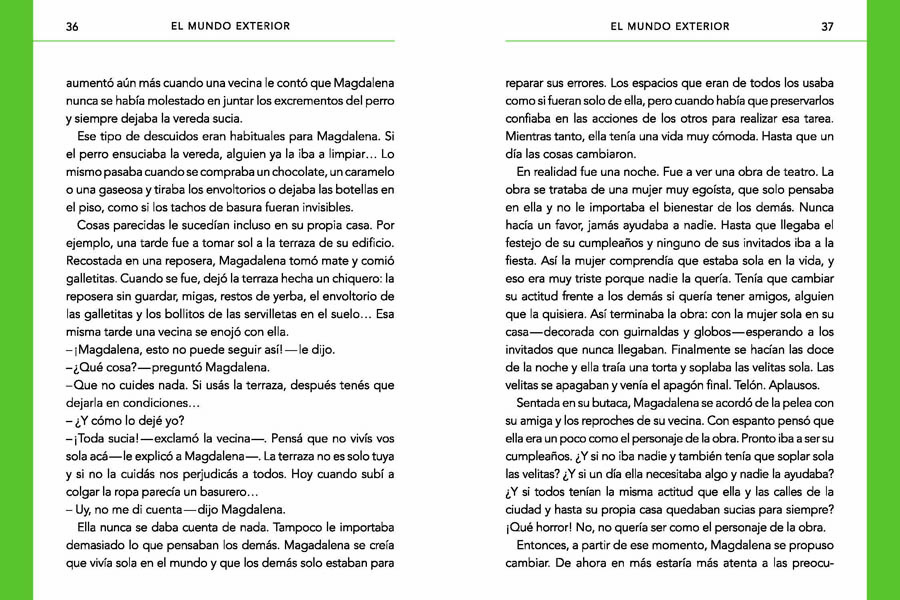 36
EL MUNDO EXTERIOR
aumentó aún más cuando una vecina le contó que Magdalena
nunca se había molestado en juntar los excrementos del perro
y siempre dejaba la vereda sucia.
Ese tipo de descuidos eran habituales para Magdalena. Si
el perro ensuciaba la vereda, alguien ya la iba a limpiar… Lo
mismo pasaba cuando se compraba un chocolate, un caramelo
o una gaseosa y tiraba los envoltorios o dejaba las botellas en
el piso, como si los tachos de basura fueran invisibles.
Cosas parecidas le sucedían incluso en su propia casa. Por
ejemplo, una tarde fue a tomar sol a la terraza de su edificio.
Recostada en una reposera, Magadalena tomó mate y comió
galletitas. Cuando se fue, dejó la terraza hecha un chiquero: la
reposera sin guardar, migas, restos de yerba, el envoltorio de
las galletitas y los bollitos de las servilletas en el suelo… Esa
misma tarde una vecina se enojó con ella.
–¡Magdalena, esto no puede seguir así! —le dijo.
–¿Qué cosa?—preguntó Magdalena.
–Que no cuides nada. Si usás la terraza, después tenés que
dejarla en condiciones…
– ¿Y cómo lo dejé yo?
–¡Toda sucia!—exclamó la vecina—. Pensá que no vivís vos
sola acá—le explicó a Magdalena—. La terraza no es solo tuya
y si no la cuidás nos perjudicás a todos. Hoy cuando subí a
colgar la ropa parecía un basurero…
– Uy, no me di cuenta—dijo Magdalena.
Ella nunca se daba cuenta de nada. Tampoco le importaba
demasiado lo que pensaban los demás. Magadalena se creía
que vivía sola en el mundo y que los demás solo estaban para
EL MUNDO EXTERIOR
37
reparar sus errores. Los espacios que eran de todos los usaba
como si fueran solo de ella, pero cuando había que preservarlos
confiaba en las acciones de los otros para realizar esa tarea.
Mientras tanto, ella tenía una vida muy cómoda. Hasta que un
día las cosas cambiaron.
En realidad fue una noche. Fue a ver una obra de teatro. La
obra se trataba de una mujer muy egoísta, que solo pensaba
en ella y no le importaba el bienestar de los demás. Nunca
hacía un favor, jamás ayudaba a nadie. Hasta que llegaba el
festejo de su cumpleaños y ninguno de sus invitados iba a la
fiesta. Así la mujer comprendía que estaba sola en la vida, y
eso era muy triste porque nadie la quería. Tenía que cambiar
su actitud frente a los demás si quería tener amigos, alguien
que la quisiera. Así terminaba la obra: con la mujer sola en su
casa—decorada con guirnaldas y globos—esperando a los
invitados que nunca llegaban. Finalmente se hacían las doce
de la noche y ella traía una torta y soplaba las velitas sola. Las
velitas se apagaban y venía el apagón final. Telón. Aplausos.
Sentada en su butaca, Magadalena se acordó de la pelea con
su amiga y los reproches de su vecina. Con espanto pensó que
ella era un poco como el personaje de la obra. Pronto iba a ser su
cumpleaños. ¿Y si no iba nadie y también tenía que soplar sola
las velitas? ¿Y si un día ella necesitaba algo y nadie la ayudaba?
¿Y si todos tenían la misma actitud que ella y las calles de la
ciudad y hasta su propia casa quedaban sucias para siempre?
¡Qué horror! No, no quería ser como el personaje de la obra.
Entonces, a partir de ese momento, Magdalena se propuso
cambiar. De ahora en más estaría más atenta a las preocu-